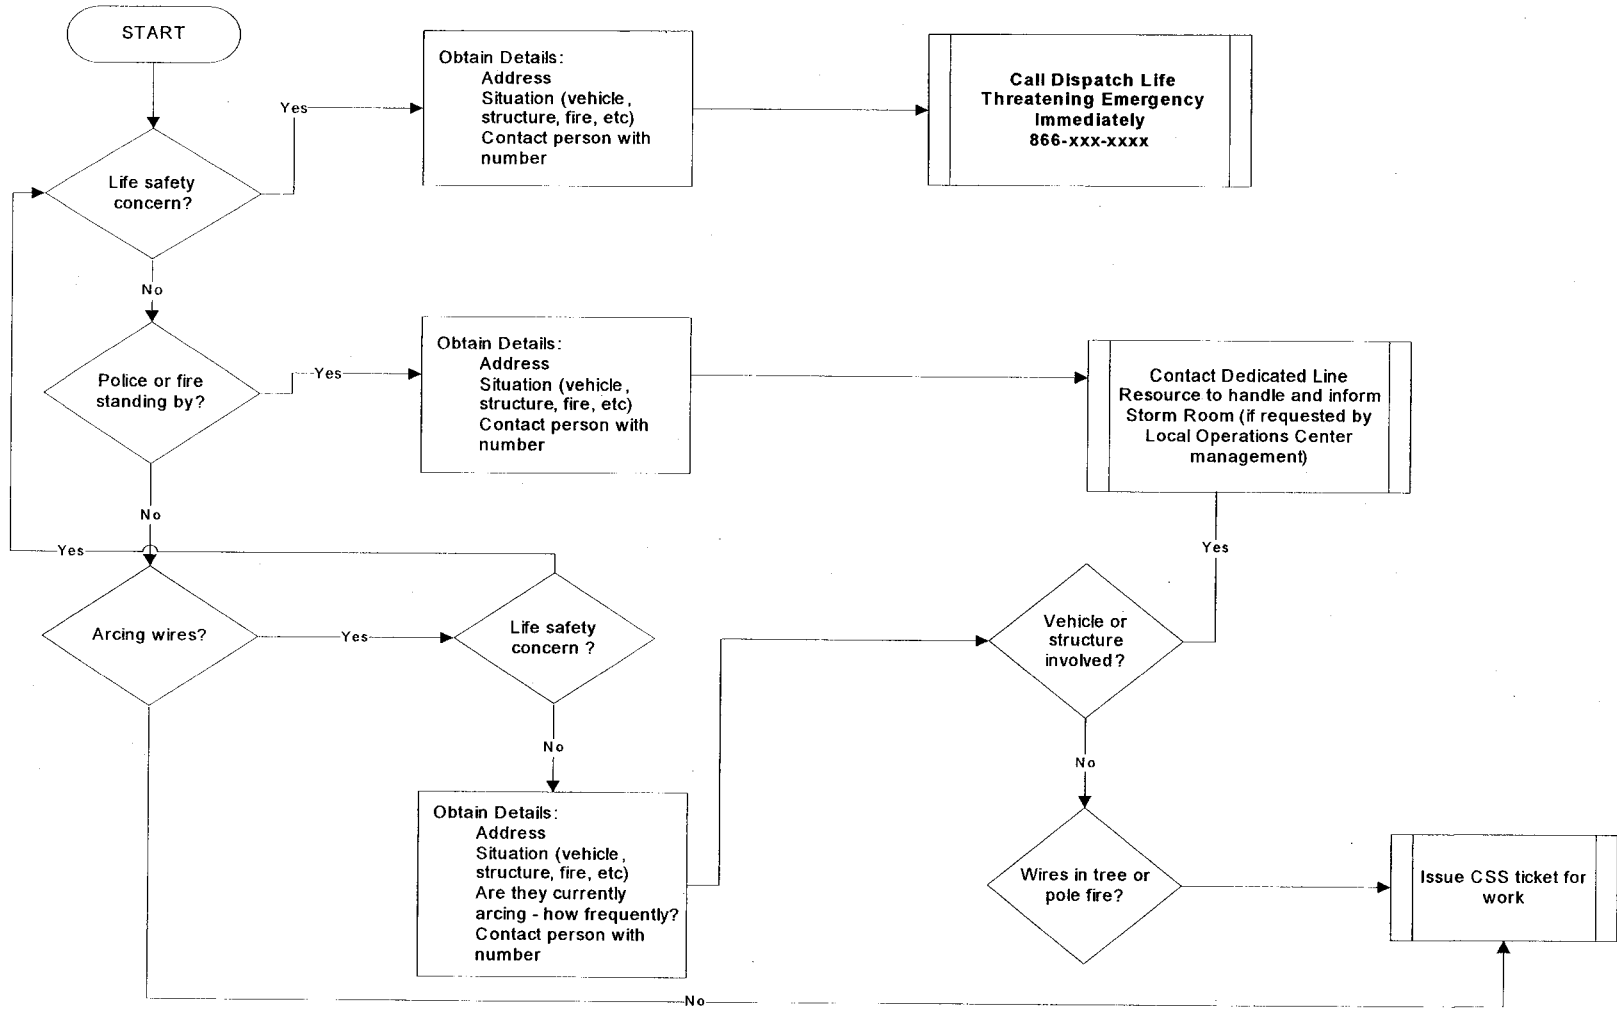 START
Yes
Obtain Details:
Address
Situation (vehicle,
structure, fire, etc)
Contact person with
number
Call Dispatch Life
Threatening Emergency
Immediately
866-xxx-xxxx
Life safety
concern?
No
Police or fire
standing by?
Yes
Obtain Details:
Address
Situation (vehicle,
structure, fire, etc)
Contact person with
number
Contact Dedicated Line
Resource to handle and inform
Storm Room (if requested by
Local Operations Center
management)
No
Yes
Yes
Arcing wires?
Yes
Life safety
concern ?
Vehicle or
structure
involved?
No
No
Obtain Details:
Address
Situation (vehicle,
structure, fire, etc)
Are they currently
arcing - how frequently?
Contact person with
number
Wires in tree or
pole fire?
Issue CSS ticket for
work
No